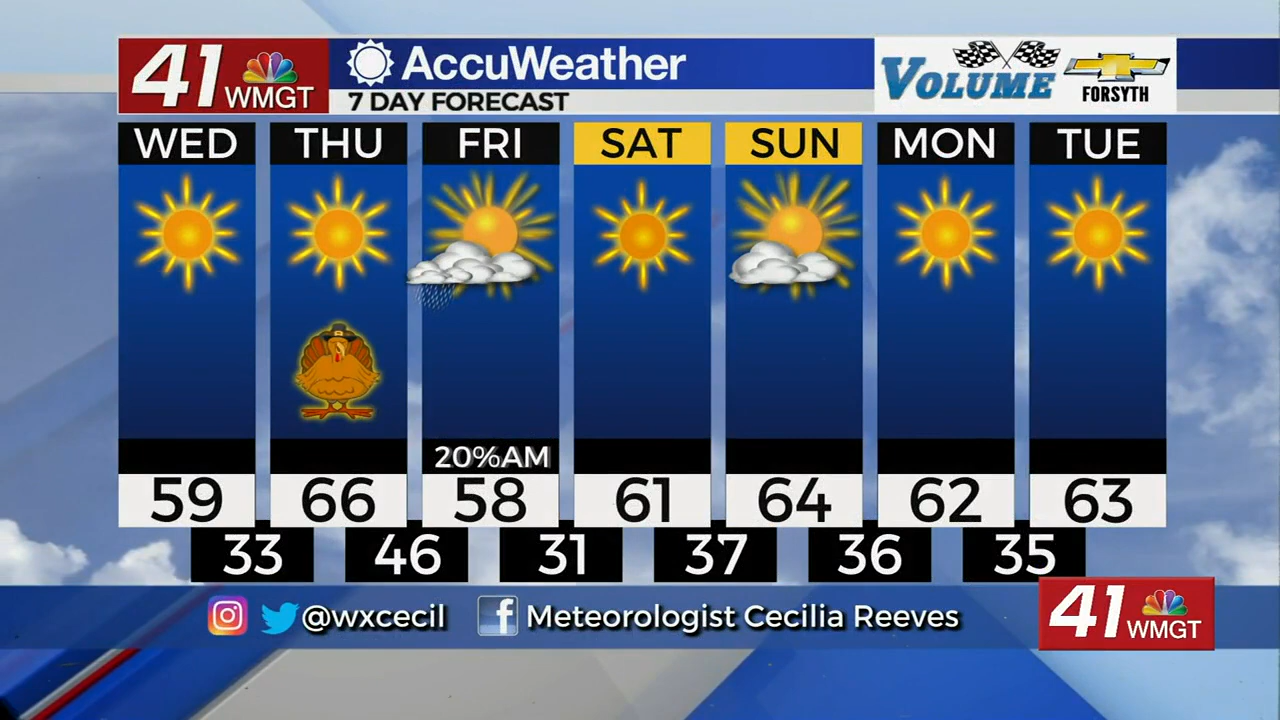 41 WMGT
AccuWeather
7 DAY FORECAST
VOLUME
FORSYTH
WED THU FRI SAT SUN MON TUE
20%AM
59 66 58 61 64 62 63
33 46 31 37 36 35
@wxcecil Meteorologist Cecilia Reeves
41 WMGT